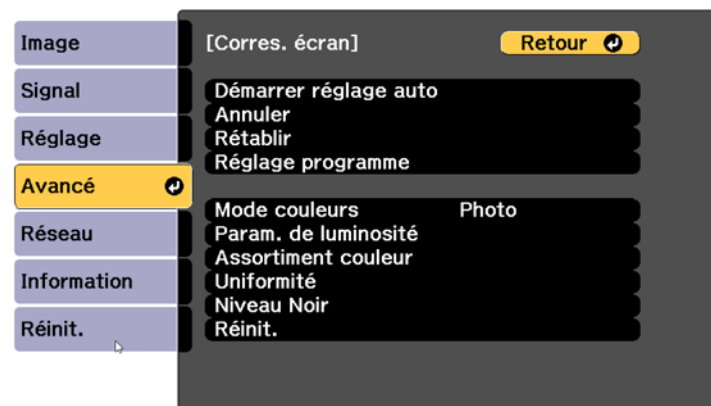 Image
Signal
Réglage
Avancé
Réseau
Information
Réinit.
[Corres. écran]
Retour
Démarrer réglage auto
Annuler
Rétablir
Réglage programme
Mode couleurs Photo
Param. de luminosité
Assortiment couleur
Uniformité
Niveau Noir
Réinit.